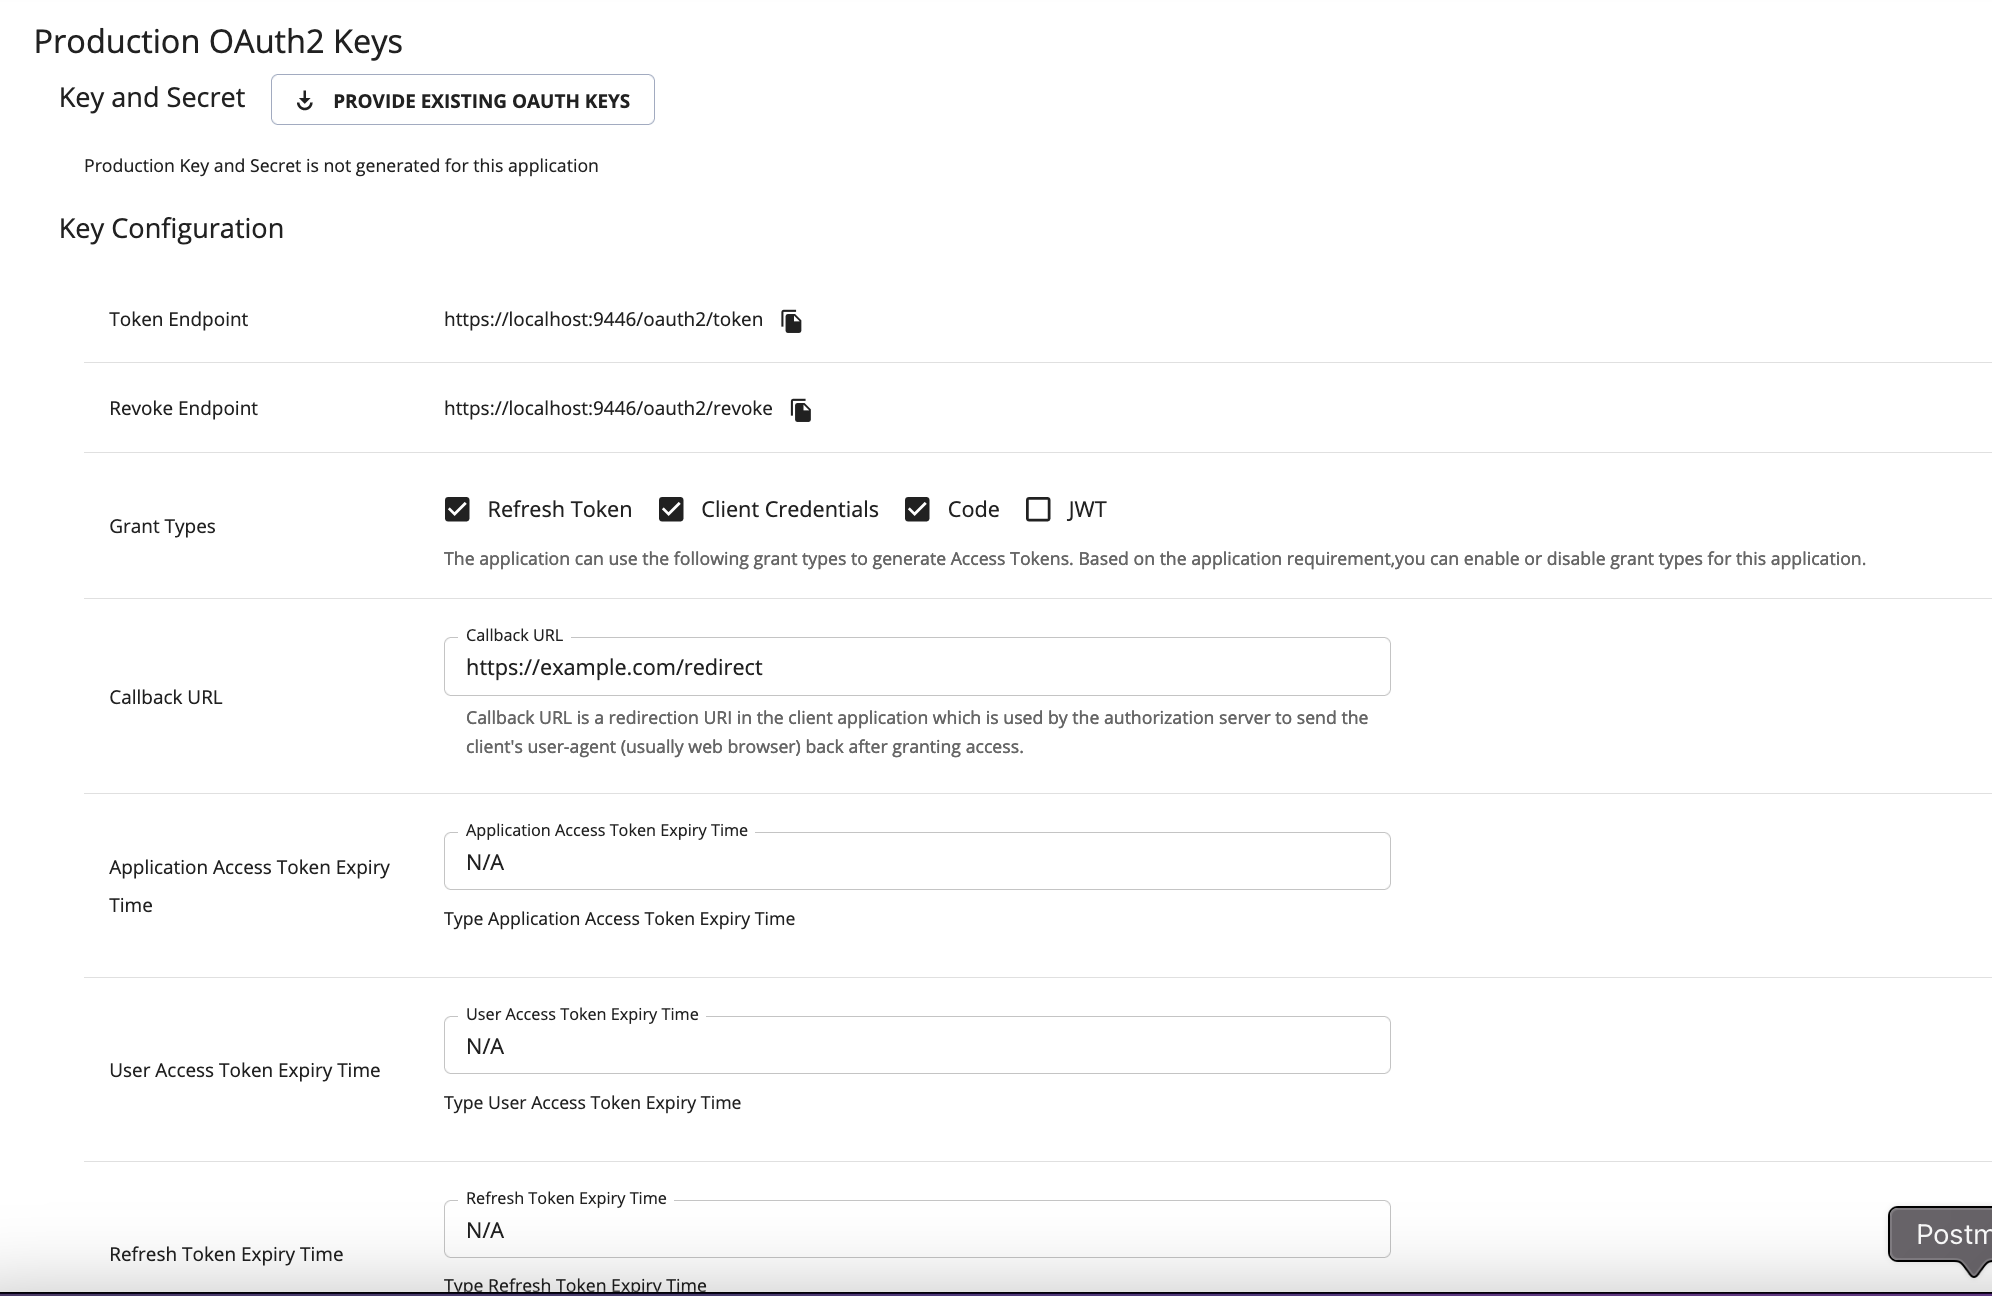 Production OAuth2 Keys
Key and Secret
PROVIDE EXISTING OAUTH KEYS
Production Key and Secret is not generated for this application
Key Configuration
Token Endpoint
https://localhost:9446/oauth2/token
Revoke Endpoint
https://localhost:9446/oauth2/revoke
Grant Types
Refresh Token
Client Credentials
Code
JWT
The application can use the following grant types to generate Access Tokens. Based on the application requirement,you can enable or disable grant types for this application.
Callback URL
Callback URL
https://example.com/redirect
Callback URL is a redirection URI in the client application which is used by the authorization server to send the
client's user-agent (usually web browser) back after granting access.
Application Access Token Expiry
Time
Application Access Token Expiry Time
N/A
Type Application Access Token Expiry Time
User Access Token Expiry Time
User Access Token Expiry Time
N/A
Type User Access Token Expiry Time
Refresh Token Expiry Time
Refresh Token Expiry Time
N/A
Type Refresh Token Expiry Time